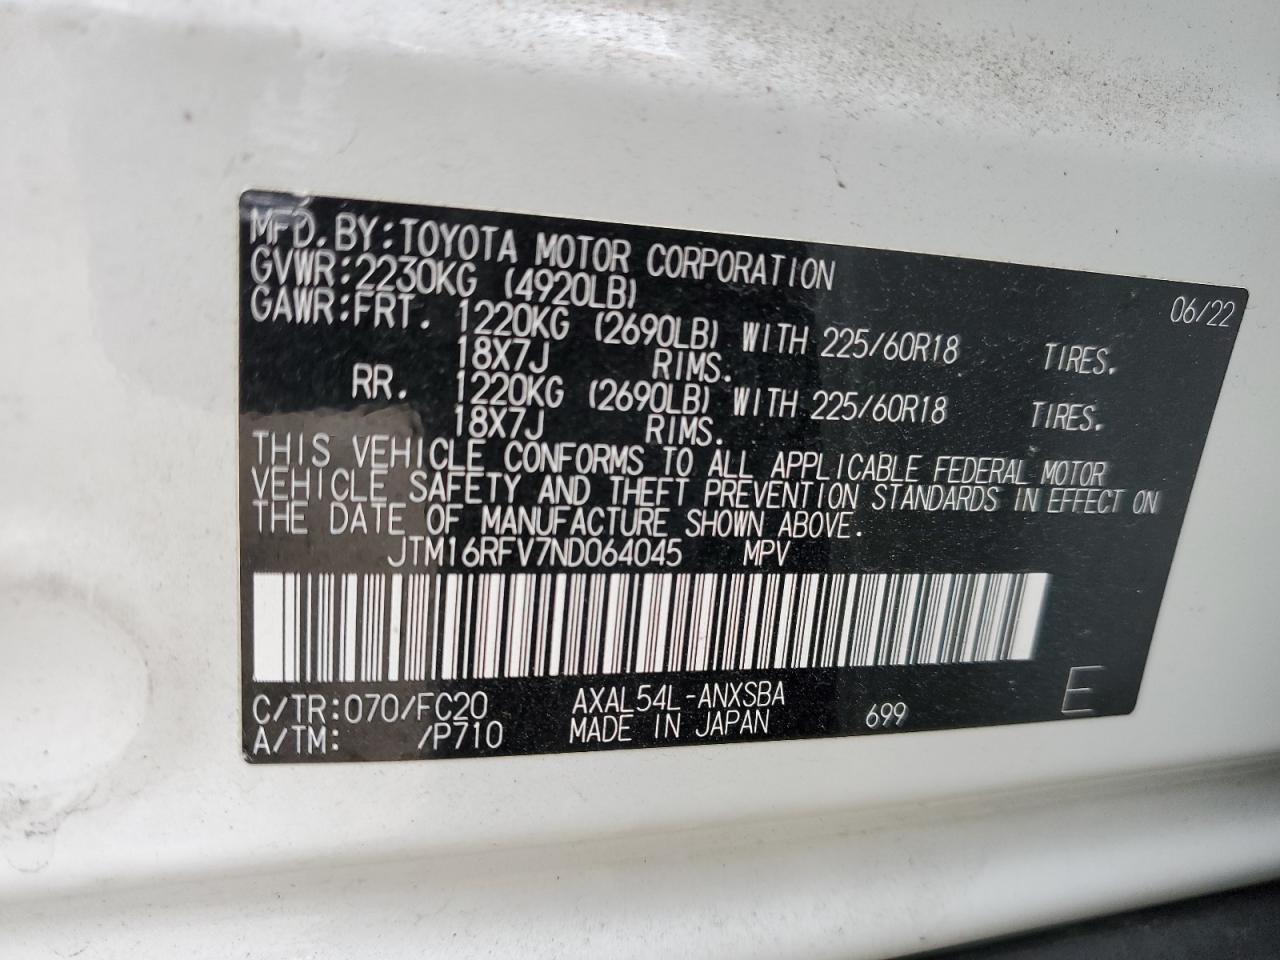 MFD. BY: TOYOTA MOTOR CORPORATION 06/22
GVWR: 2230KG (4920LB)
GAWR: FRT. 1220KG (2690LB) WITH 225/60R18 TIRES.
18X7J RIMS.
RR. 1220KG (2690LB) WITH 225/60R18 TIRES.
18X7J RIMS.
THIS VEHICLE CONFORMS TO ALL APPLICABLE FEDERAL MOTOR
VEHICLE SAFETY AND THEFT PREVENTION STANDARDS IN EFFECT ON
THE DATE OF MANUFACTURE SHOWN ABOVE.
JTM16RFV7ND064045 MPV
C/TR: 070/FC20 AXAL54L-ANXSBA
A/TM: /P710 MADE IN JAPAN 699 E